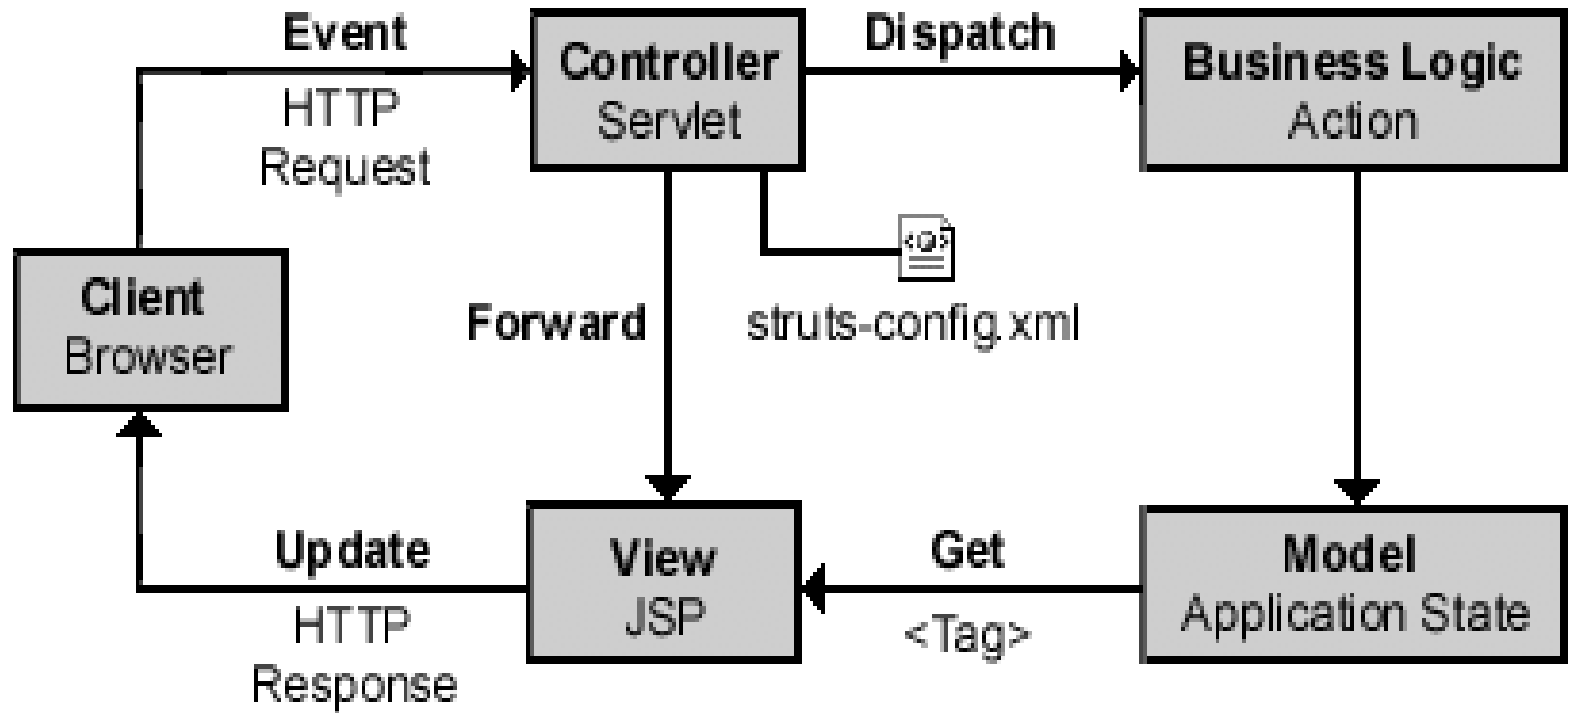 Event
HTTP
Request
Controller
Servlet
Dispatch
Business Logic
Action
Client
Browser
Forward
struts-config.xml
Update
HTTP
Response
View
JSP
Get
<Tag>
Model
Application State